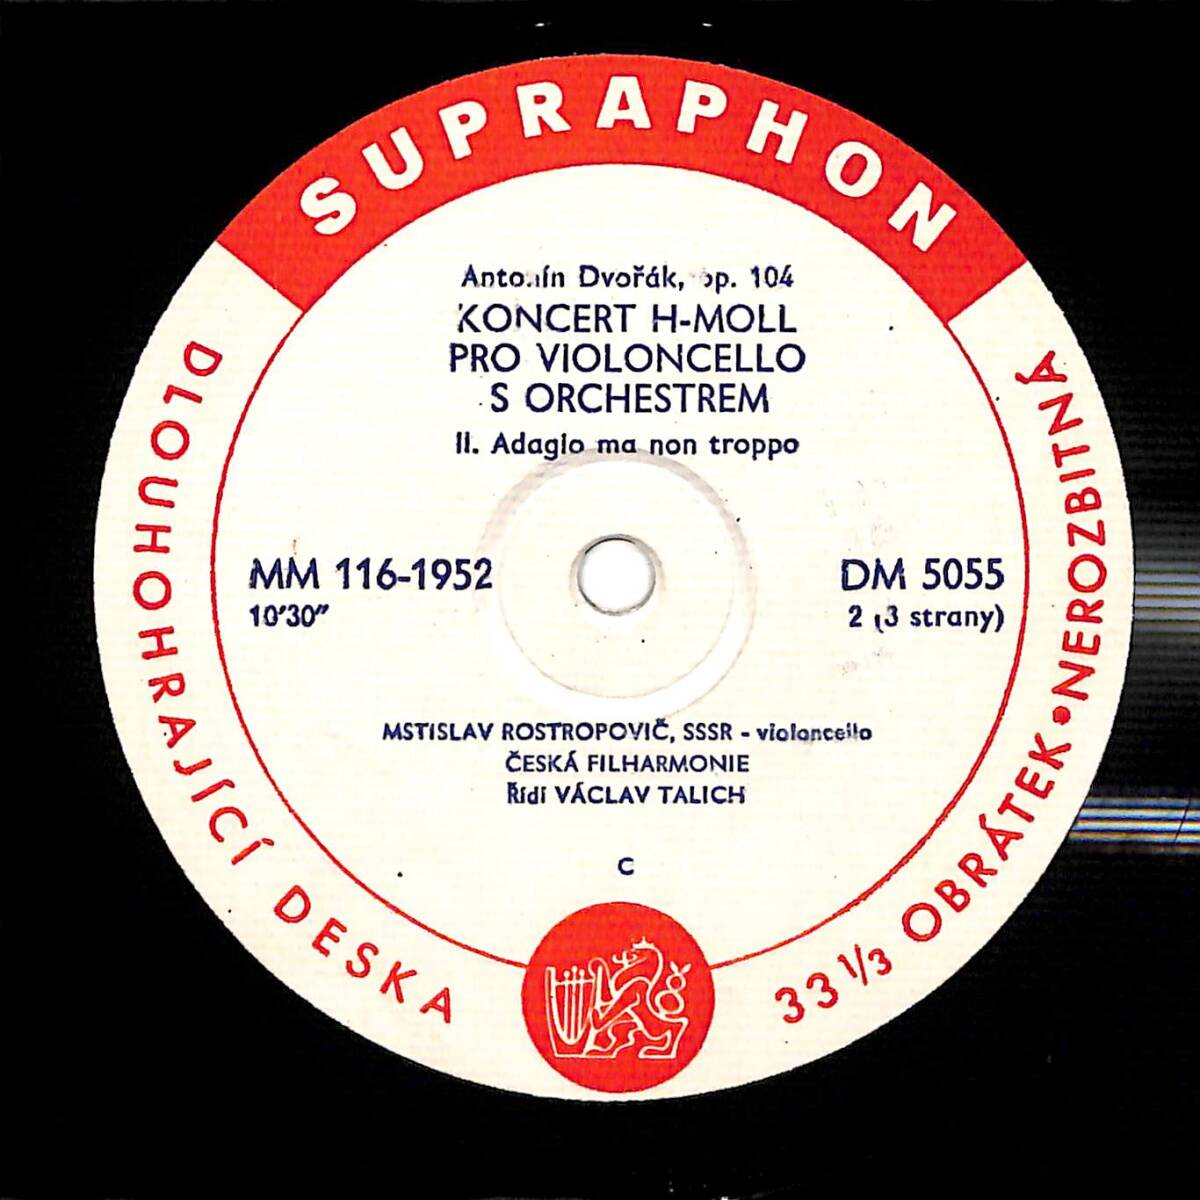 SUPRAPHON
Antonín Dvořák, op. 104
KONCERT H-MOLL
PRO VIOLONCELLO
S ORCHESTREM
II. Adagio ma non troppo
MM 116-1952
10'30"
DM 5055
2 (3 strany)
MSTISLAV ROSTROPOVIČ, SSSR - violoncello
ČESKÁ FILHARMONIE
Řídí VÁCLAV TALICH
C
DLOUHOHRAJÍCÍ DESKA
33 1/3 OBRÁTEK • NEROZBITNÁ